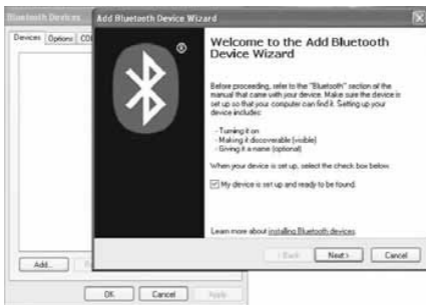 Bluetooth Devices
Devices Options
Add...
OK Cancel Apply
Add Bluetooth Device Wizard
®
Welcome to the Add Bluetooth
Device Wizard
Before proceeding, refer to the "Bluetooth" section of the
manual that came with your device. Make sure the device is
set up so that your computer can find it. Setting up your
device includes:
- Turning it on
- Making it discoverable (visible)
- Giving it a name (optional)
When your device is set up, select the check box below.
My device is set up and ready to be found.
Learn more about installing Bluetooth devices.
< Back Next > Cancel